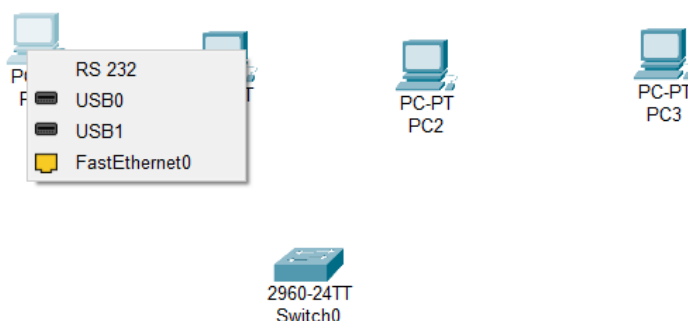 RS 232
USB0
USB1
FastEthernet0
PC-PT
PC2
PC-PT
PC3
2960-24TT
Switch0